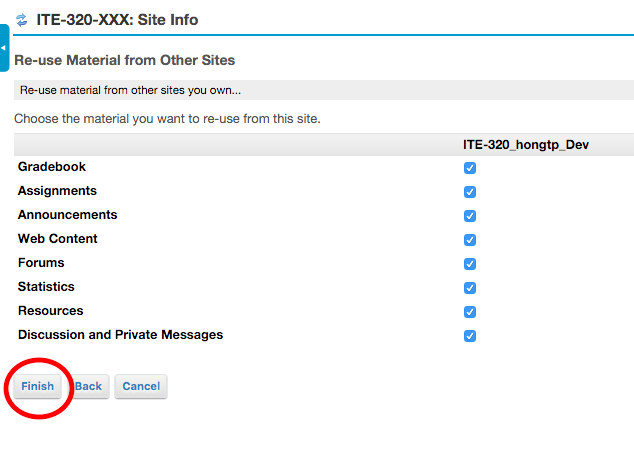 ITE-320-XXX: Site Info
Re-use Material from Other Sites
Re-use material from other sites you own...
Choose the material you want to re-use from this site.
ITE-320_hongtp_Dev
Gradebook
Assignments
Announcements
Web Content
Forums
Statistics
Resources
Discussion and Private Messages
Finish Back Cancel